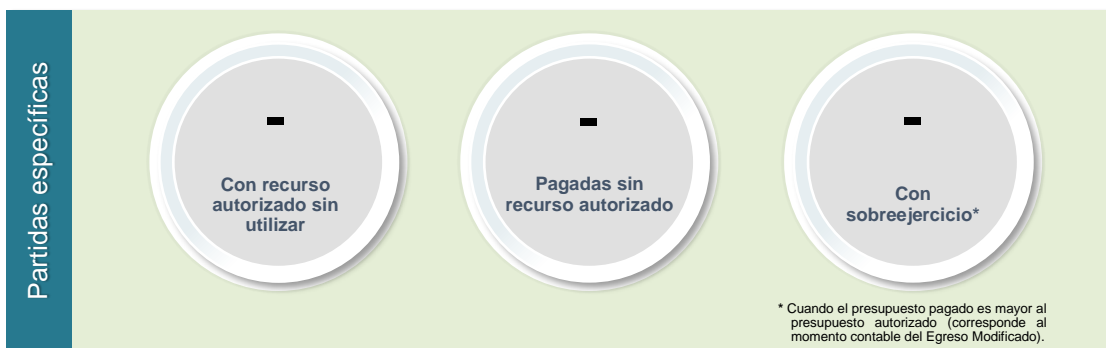 Partidas específicas
-
Con recurso
autorizado sin
utilizar
-
Pagadas sin
recurso autorizado
-
Con
sobreejercicio*
* Cuando el presupuesto pagado es mayor al
presupuesto autorizado (corresponde al
momento contable del Egreso Modificado).